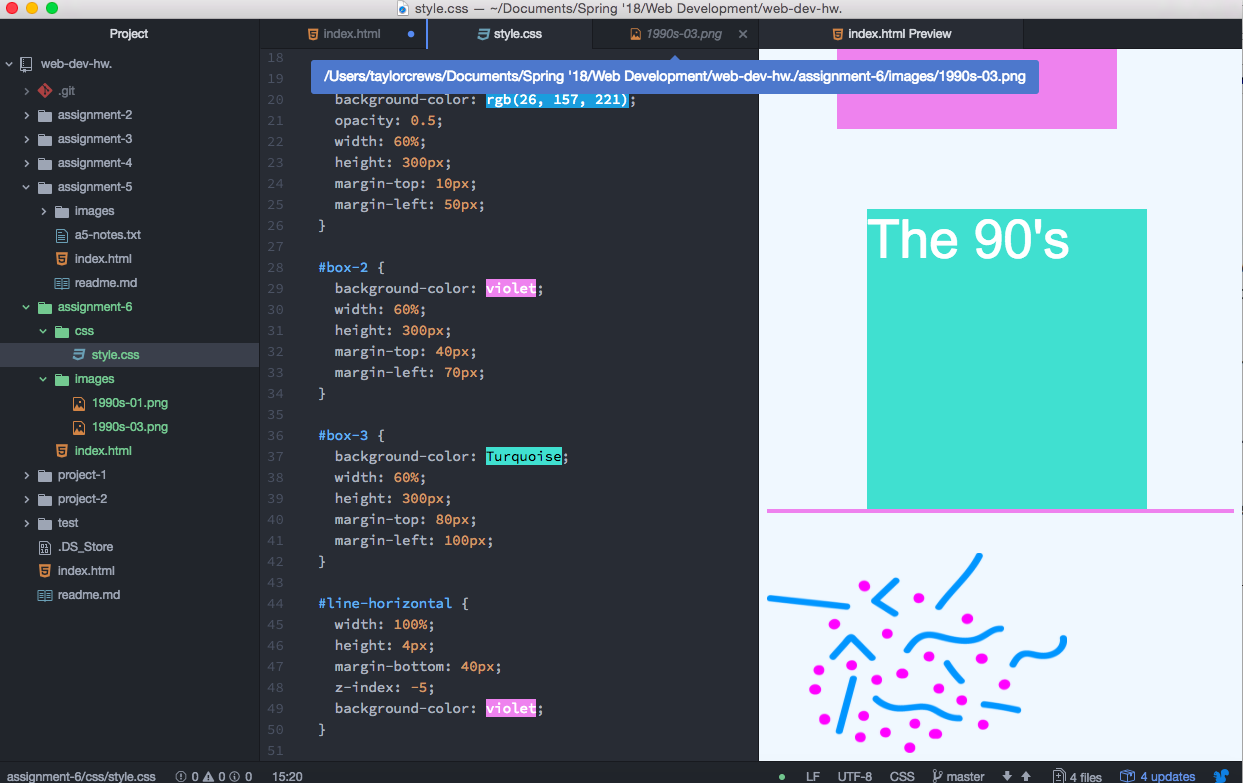 style.css — ~/Documents/Spring '18/Web Development/web-dev-hw.
Project
index.html
style.css
1990s-03.png
index.html Preview
/Users/taylorcrews/Documents/Spring '18/Web Development/web-dev-hw./assignment-6/images/1990s-03.png
web-dev-hw.
.git
assignment-2
assignment-3
assignment-4
assignment-5
images
a5-notes.txt
index.html
readme.md
assignment-6
css
style.css
images
1990s-01.png
1990s-03.png
index.html
project-1
project-2
test
.DS_Store
index.html
readme.md
18
19
20 background-color: rgb(26, 157, 221);
21 opacity: 0.5;
22 width: 60%;
23 height: 300px;
24 margin-top: 10px;
25 margin-left: 50px;
26 }
27
28 #box-2 {
29 background-color: violet;
30 width: 60%;
31 height: 300px;
32 margin-top: 40px;
33 margin-left: 70px;
34 }
35
36 #box-3 {
37 background-color: Turquoise;
38 width: 60%;
39 height: 300px;
40 margin-top: 80px;
41 margin-left: 100px;
42 }
43
44 #line-horizontal {
45 width: 100%;
46 height: 4px;
47 margin-bottom: 40px;
48 z-index: -5;
49 background-color: violet;
50 }
51
The 90's
assignment-6/css/style.css 0 0 0 15:20
LF UTF-8 CSS master 4 files 4 updates